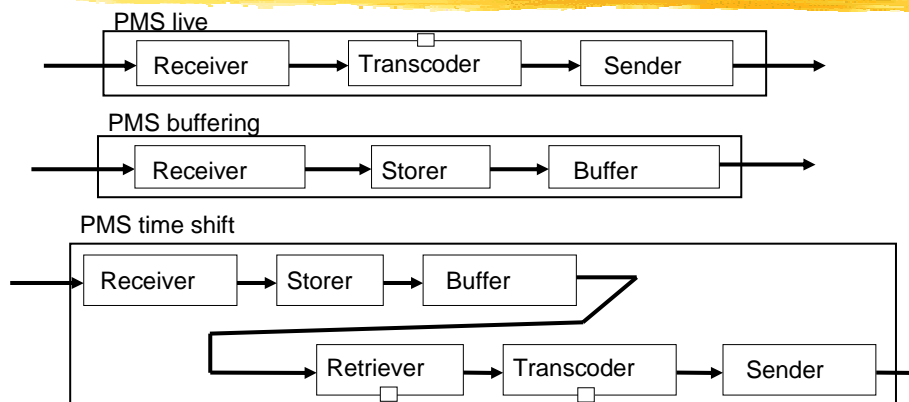 PMS live
Receiver Transcoder Sender
PMS buffering
Receiver Storer Buffer
PMS time shift
Receiver Storer Buffer
Retriever Transcoder Sender